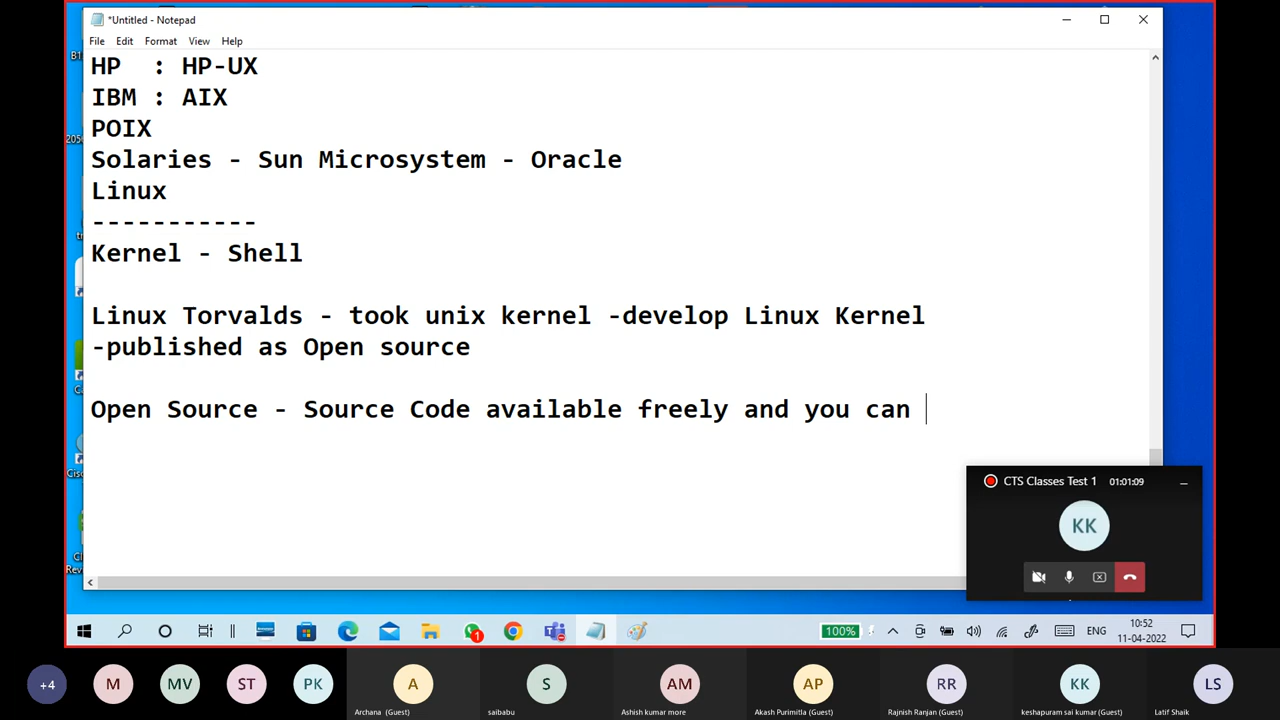 *Untitled - Notepad
File Edit Format View Help
HP : HP-UX
IBM : AIX
POIX
Solaries - Sun Microsystem - Oracle
Linux
-----------
Kernel - Shell
Linux Torvalds - took unix kernel -develop Linux Kernel
-published as Open source
Open Source - Source Code available freely and you can
CTS Classes Test 1 01:01:09
KK
1
100%
ENG
10:52
11-04-2022
+4 M MV ST PK A S AM AP RR KK LS
Archana (Guest) saibabu Ashish kumar more Akash Purimitla (Guest) Rajnish Ranjan (Guest) keshapuram sai kumar (Guest) Latif Shaik